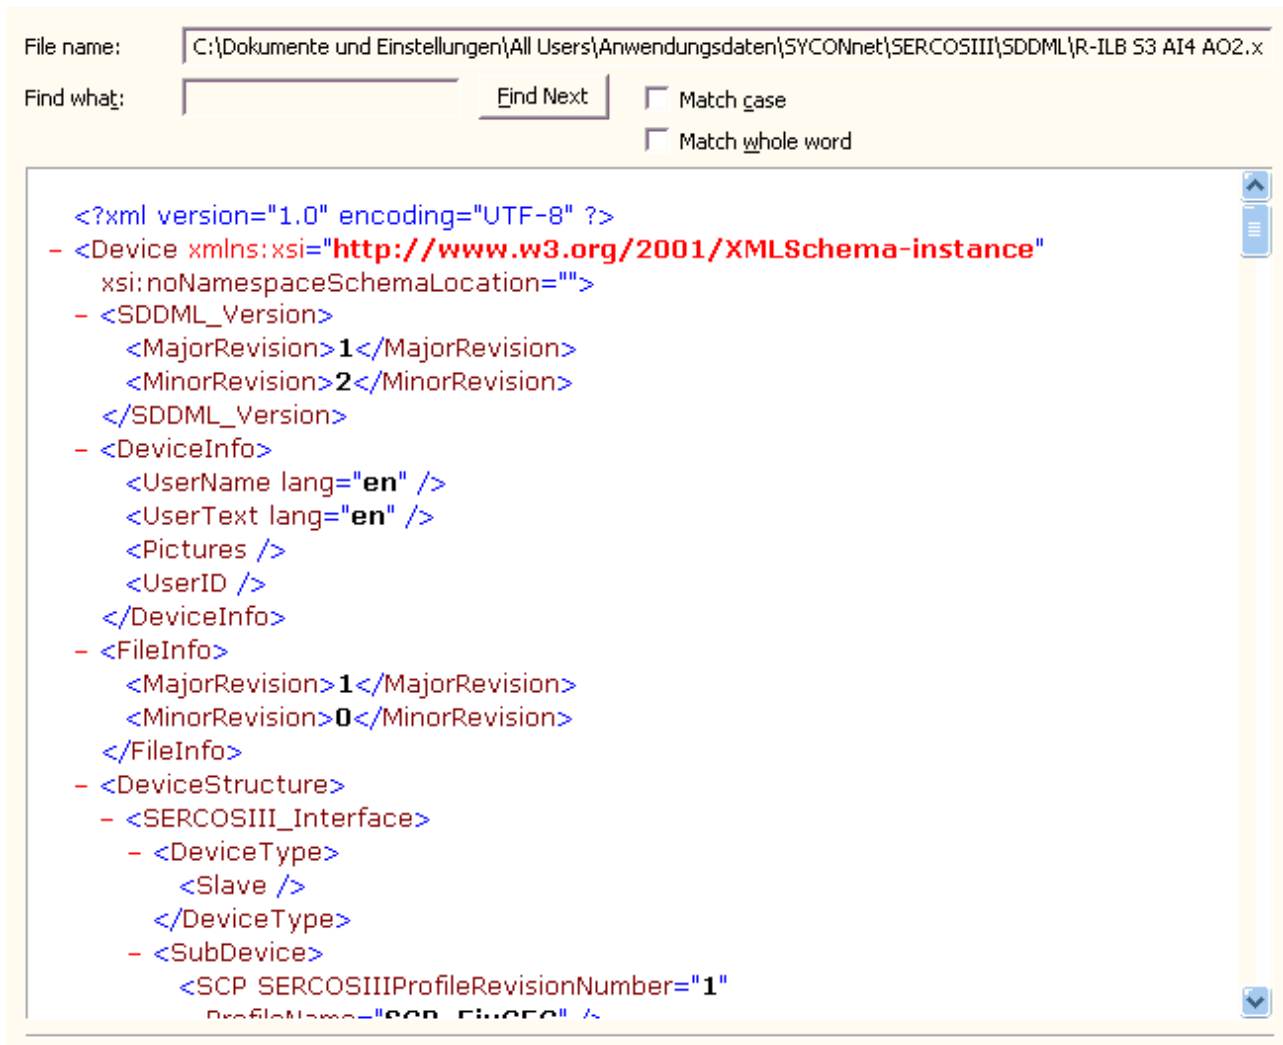 File name: C:\Dokumente und Einstellungen\All Users\Anwendungsdaten\SYCONnet\SERCOSIII\SDDML\R-ILB S3 AI4 AO2.x
Find what: Find Next Match case
Match whole word
<?xml version="1.0" encoding="UTF-8" ?>
– <Device xmlns:xsi="http://www.w3.org/2001/XMLSchema-instance"
xsi:noNamespaceSchemaLocation="">
– <SDDML_Version>
<MajorRevision>1</MajorRevision>
<MinorRevision>2</MinorRevision>
</SDDML_Version>
– <DeviceInfo>
<UserName lang="en" />
<UserText lang="en" />
<Pictures />
<UserID />
</DeviceInfo>
– <FileInfo>
<MajorRevision>1</MajorRevision>
<MinorRevision>0</MinorRevision>
</FileInfo>
– <DeviceStructure>
– <SERCOSIII_Interface>
– <DeviceType>
<Slave />
</DeviceType>
– <SubDevice>
<SCP SERCOSIIIProfileRevisionNumber="1"
ProfileName=